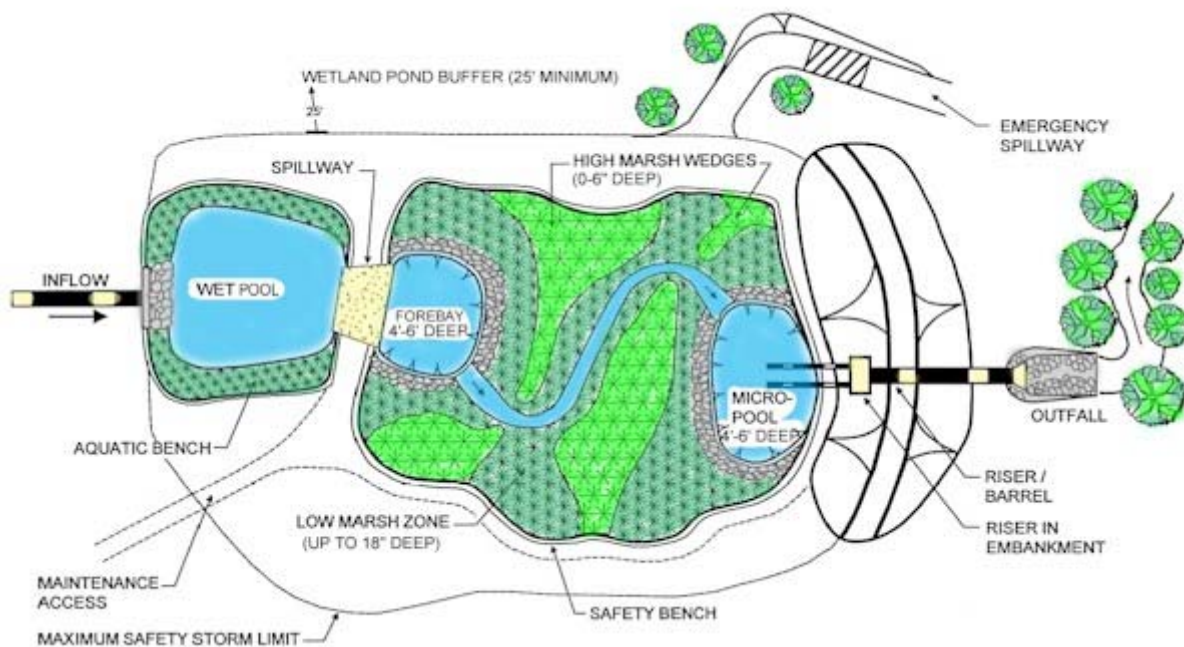 WETLAND POND BUFFER (25' MINIMUM)
25'
EMERGENCY
SPILLWAY
SPILLWAY
HIGH MARSH WEDGES
(0-6" DEEP)
INFLOW
WET POOL
FOREBAY
4'-6' DEEP
MICRO-
POOL
4'-6' DEEP
OUTFALL
AQUATIC BENCH
RISER /
BARREL
LOW MARSH ZONE
(UP TO 18" DEEP)
RISER IN
EMBANKMENT
MAINTENANCE
ACCESS
SAFETY BENCH
MAXIMUM SAFETY STORM LIMIT